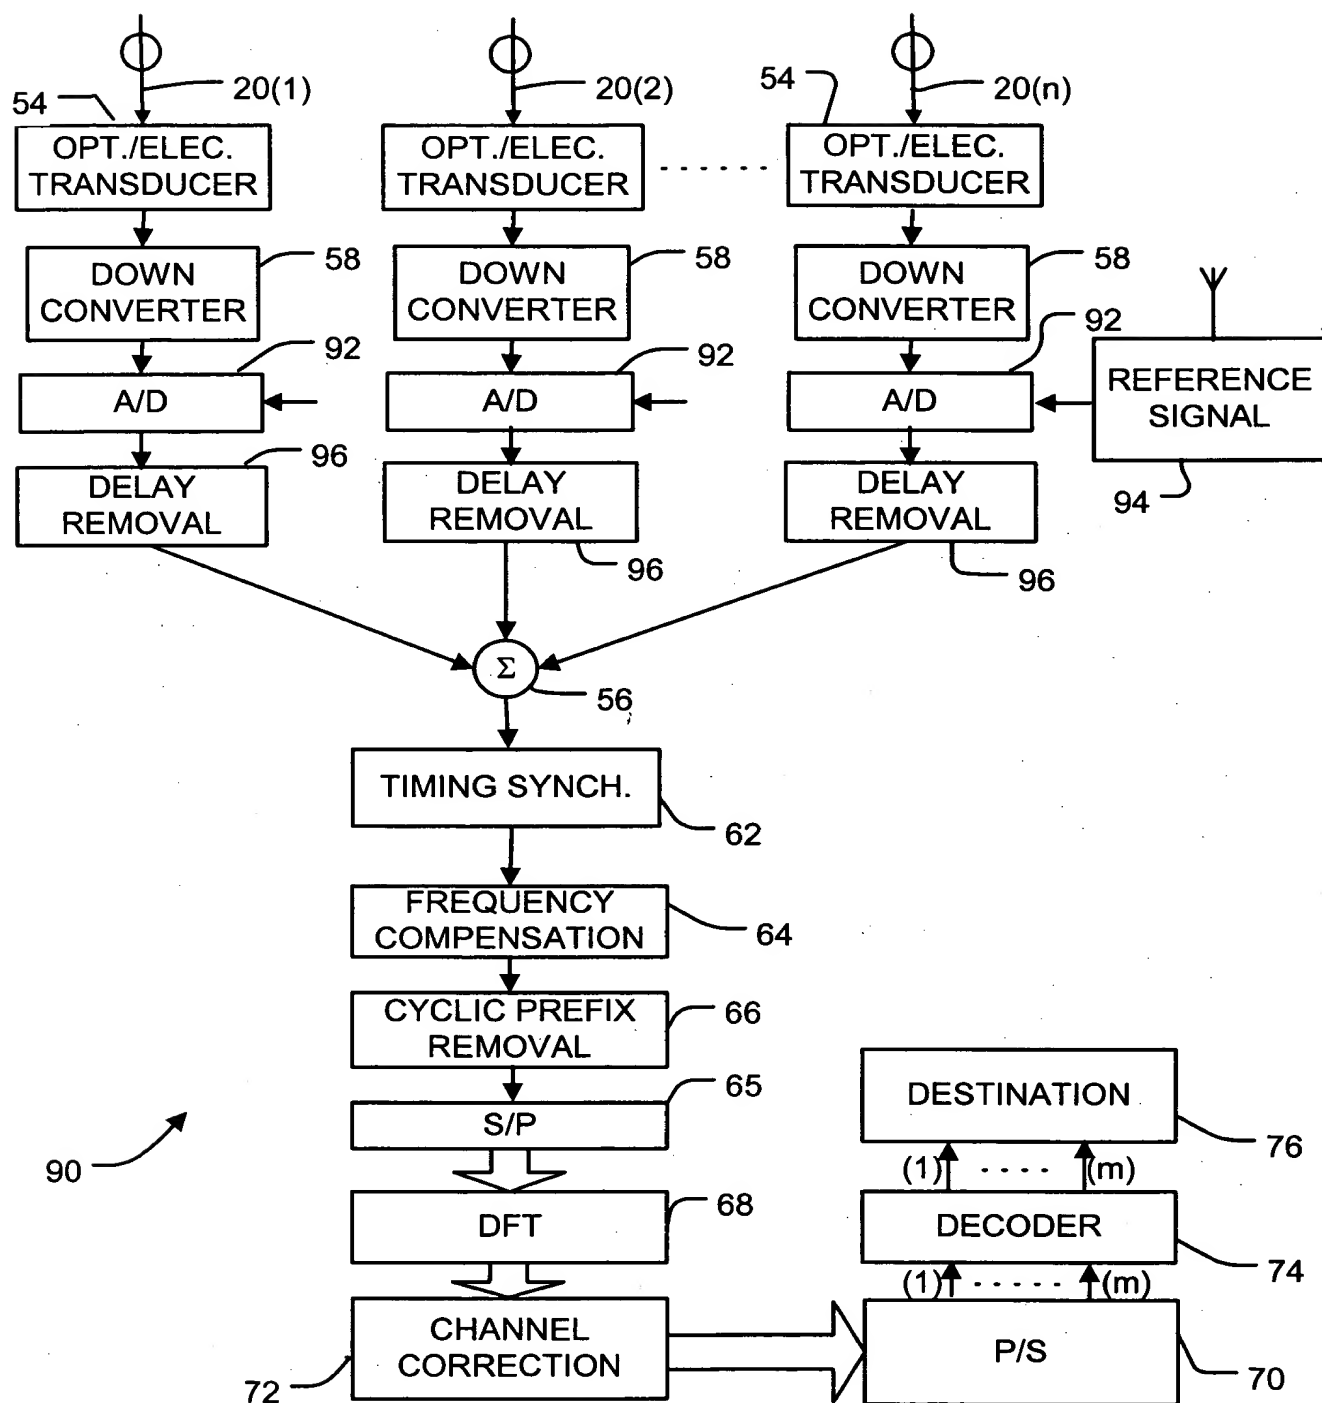 20(1)
20(2)
20(n)
54
54
OPT./ELEC.
TRANSDUCER
OPT./ELEC.
TRANSDUCER
OPT./ELEC.
TRANSDUCER
58
58
58
DOWN
CONVERTER
DOWN
CONVERTER
DOWN
CONVERTER
92
92
92
A/D
A/D
A/D
REFERENCE
SIGNAL
94
96
DELAY
REMOVAL
DELAY
REMOVAL
DELAY
REMOVAL
96
96
Σ
56
TIMING SYNCH.
62
FREQUENCY
COMPENSATION
64
CYCLIC PREFIX
REMOVAL
66
65
S/P
DESTINATION
76
90
(1)
(m)
68
DFT
DECODER
74
(1)
(m)
CHANNEL
CORRECTION
P/S
72
70